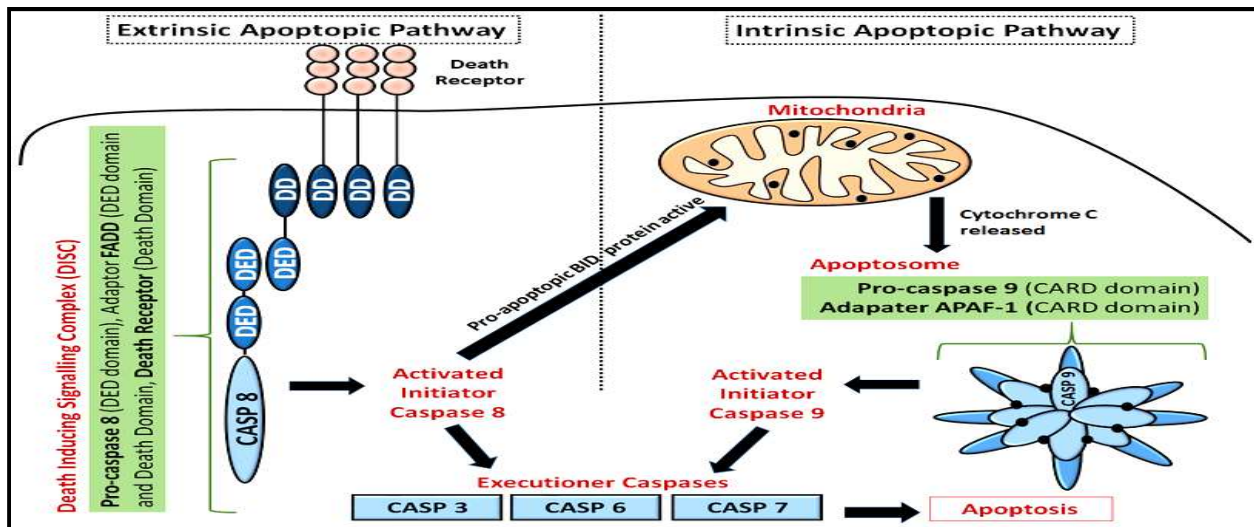 Extrinsic Apoptopic Pathway
Intrinsic Apoptopic Pathway
Death
Receptor
Mitochondria
DD
DD
DD
DD
DED
DED
DED
CASP 8
Death Inducing Signalling Complex (DISC)
Pro-caspase 8 (DED domain), Adaptor FADD (DED domain
and Death Domain, Death Receptor (Death Domain)
Pro-apoptopic BID protein active
Cytochrome C
released
Apoptosome
Pro-caspase 9 (CARD domain)
Adapater APAF-1 (CARD domain)
CASP 9
Activated
Initiator
Caspase 8
Activated
Initiator
Caspase 9
Executioner Caspases
CASP 3
CASP 6
CASP 7
Apoptosis